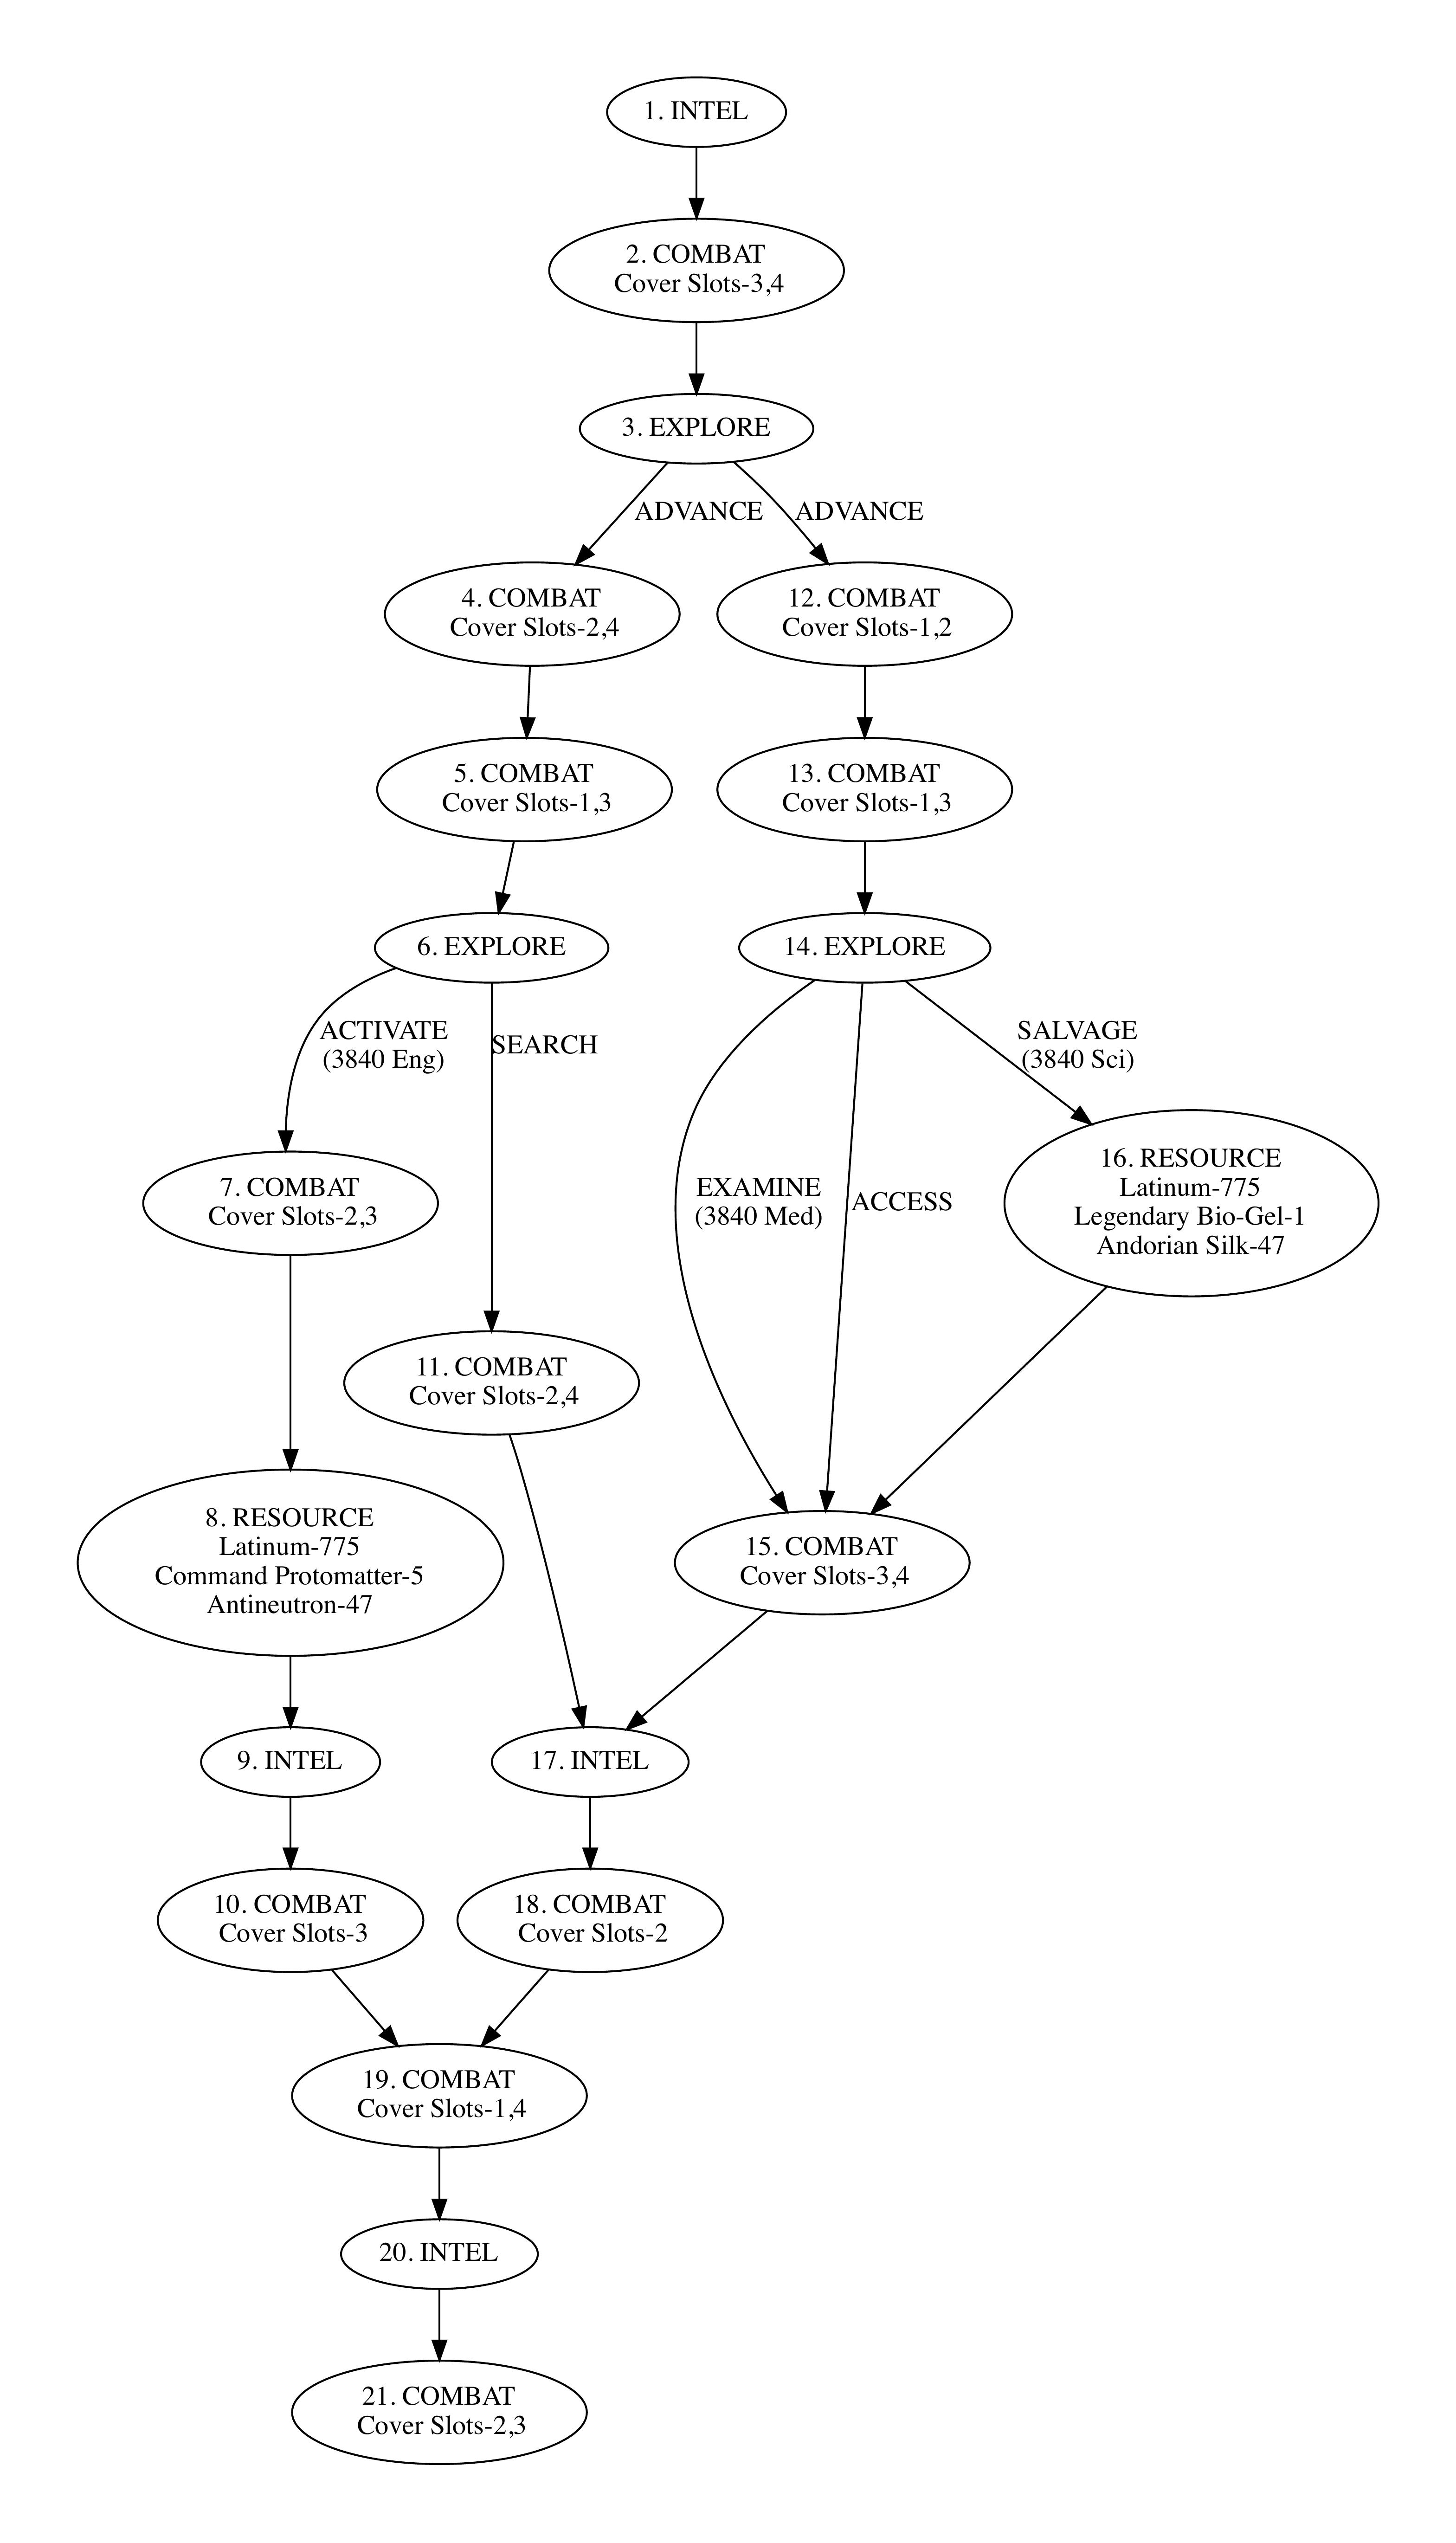 1. INTEL
2. COMBAT
Cover Slots-3,4
3. EXPLORE
ADVANCE
ADVANCE
4. COMBAT
Cover Slots-2,4
12. COMBAT
Cover Slots-1,2
5. COMBAT
Cover Slots-1,3
13. COMBAT
Cover Slots-1,3
6. EXPLORE
14. EXPLORE
ACTIVATE
(3840 Eng)
SEARCH
SALVAGE
(3840 Sci)
7. COMBAT
Cover Slots-2,3
EXAMINE
(3840 Med)
ACCESS
16. RESOURCE
Latinum-775
Legendary Bio-Gel-1
Andorian Silk-47
11. COMBAT
Cover Slots-2,4
8. RESOURCE
Latinum-775
Command Protomatter-5
Antineutron-47
15. COMBAT
Cover Slots-3,4
9. INTEL
17. INTEL
10. COMBAT
Cover Slots-3
18. COMBAT
Cover Slots-2
19. COMBAT
Cover Slots-1,4
20. INTEL
21. COMBAT
Cover Slots-2,3